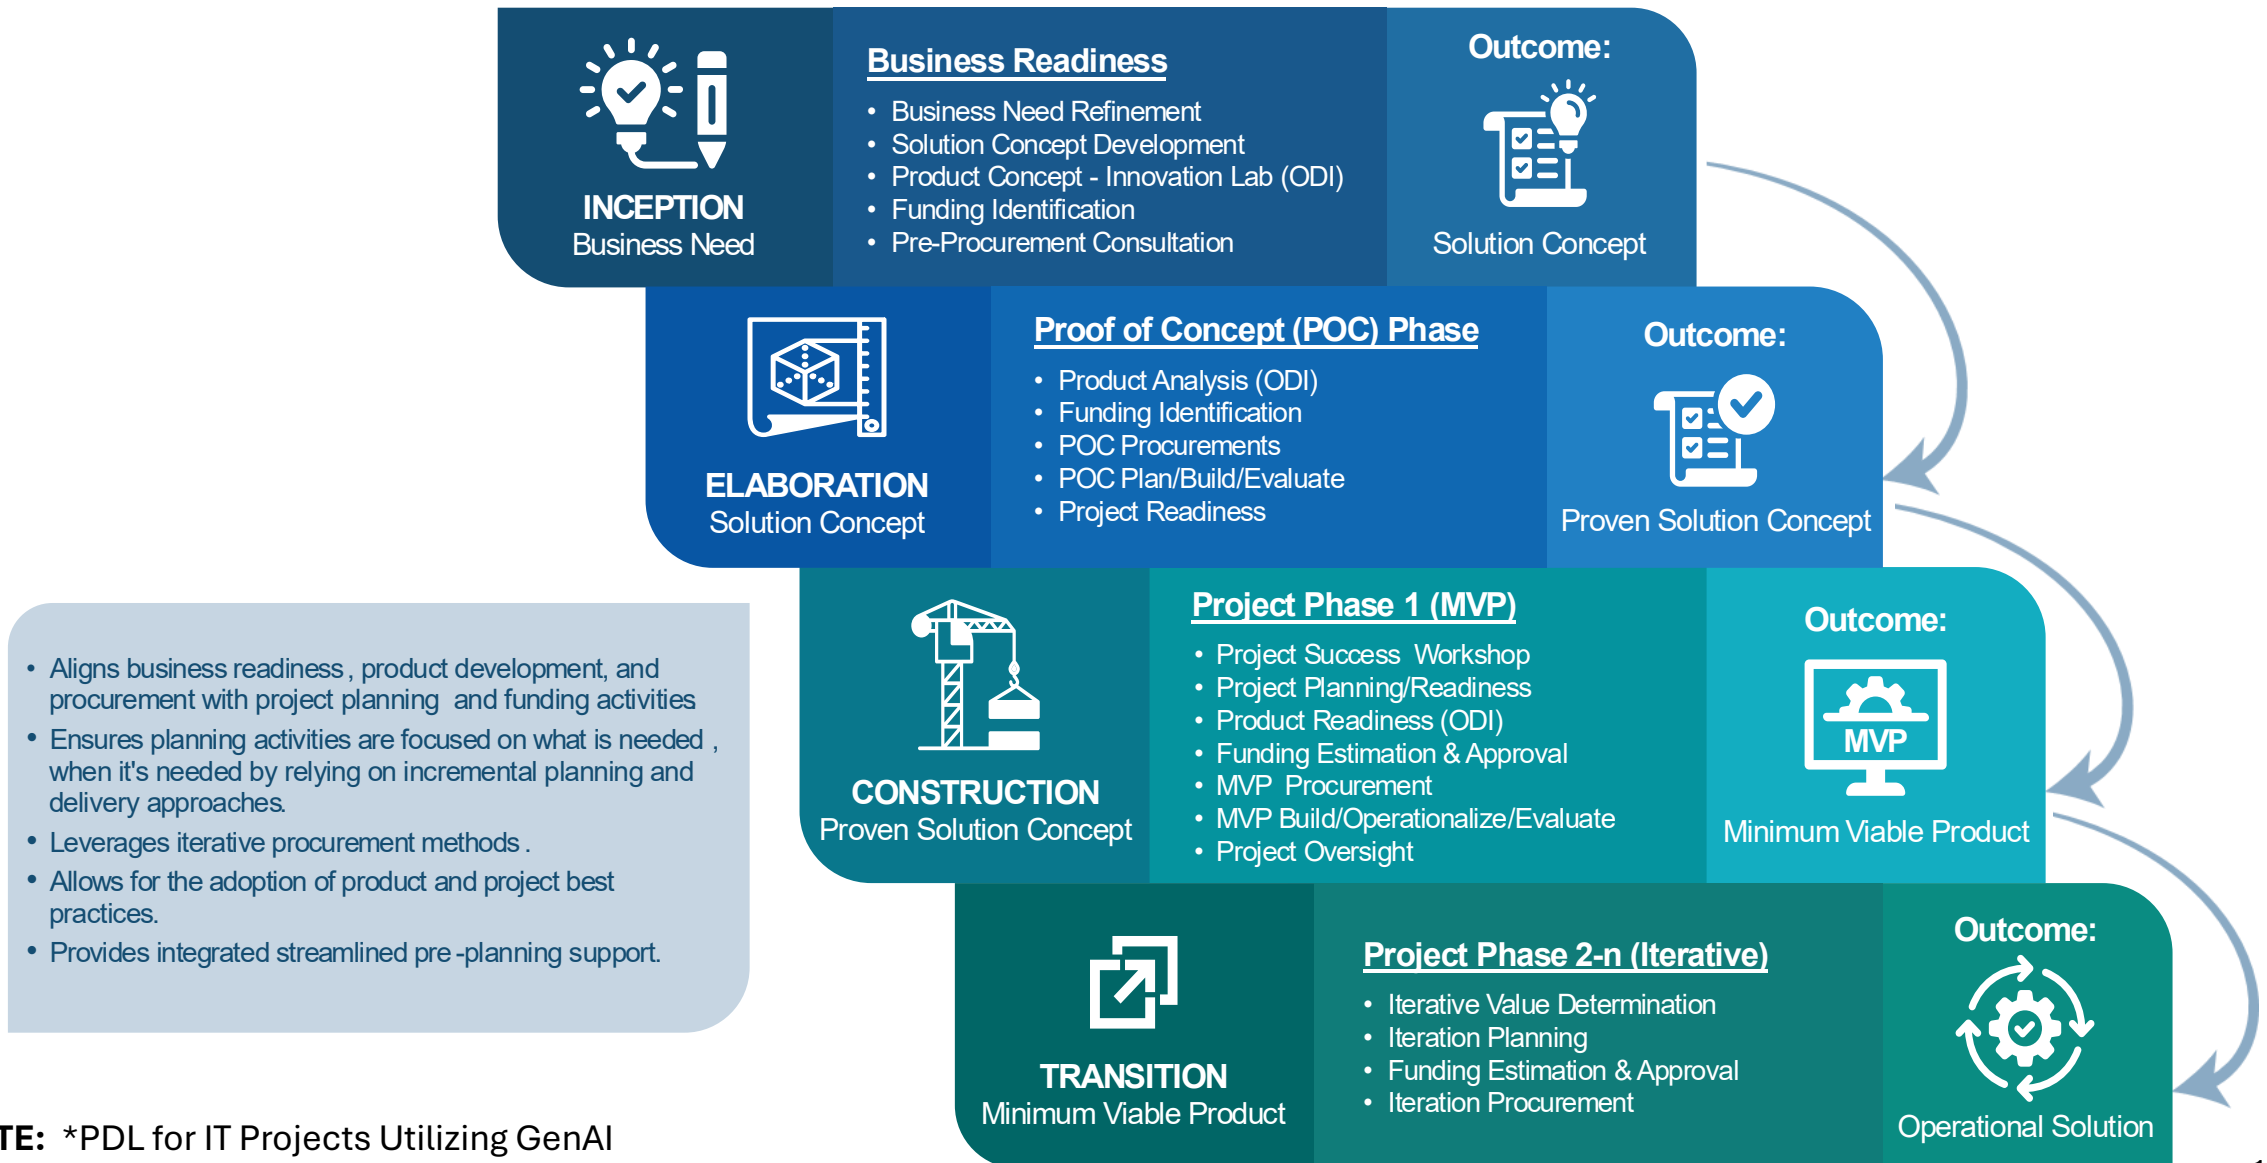 INCEPTION
Business Need
Business Readiness
• Business Need Refinement
• Solution Concept Development
• Product Concept - Innovation Lab (ODI)
• Funding Identification
• Pre-Procurement Consultation
Outcome:
Solution Concept
ELABORATION
Solution Concept
Proof of Concept (POC) Phase
• Product Analysis (ODI)
• Funding Identification
• POC Procurements
• POC Plan/Build/Evaluate
• Project Readiness
Outcome:
Proven Solution Concept
CONSTRUCTION
Proven Solution Concept
Project Phase 1 (MVP)
• Project Success Workshop
• Project Planning/Readiness
• Product Readiness (ODI)
• Funding Estimation & Approval
• MVP Procurement
• MVP Build/Operationalize/Evaluate
• Project Oversight
Outcome:
MVP
Minimum Viable Product
TRANSITION
Minimum Viable Product
Project Phase 2-n (Iterative)
• Iterative Value Determination
• Iteration Planning
• Funding Estimation & Approval
• Iteration Procurement
Outcome:
Operational Solution
• Aligns business readiness, product development, and
procurement with project planning and funding activities
• Ensures planning activities are focused on what is needed,
when it's needed by relying on incremental planning and
delivery approaches.
• Leverages iterative procurement methods.
• Allows for the adoption of product and project best
practices.
• Provides integrated streamlined pre-planning support.
TE: *PDL for IT Projects Utilizing GenAI